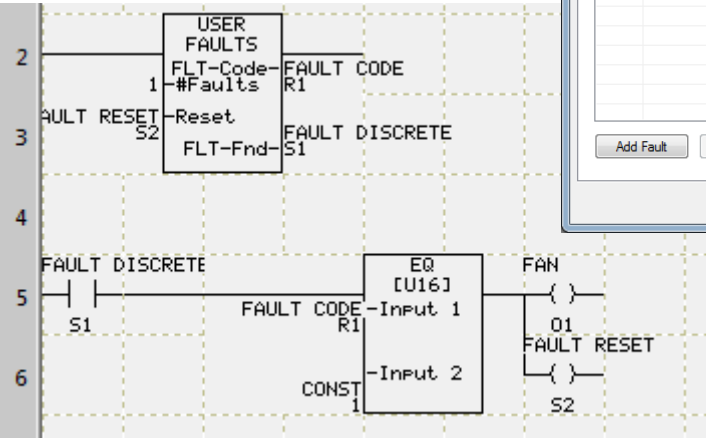 USER
FAULTS
2
FLT-Code- FAULT CODE
1 -#Faults R1
AULT RESET -Reset
S2
3
FAULT DISCRETE
FLT-Fnd- S1
Add Fault
4
FAULT DISCRETE
EQ
[U16]
FAN
5
FAULT CODE -Input 1
S1
R1
O1
FAULT RESET
6
-Input 2
CONST
1
S2